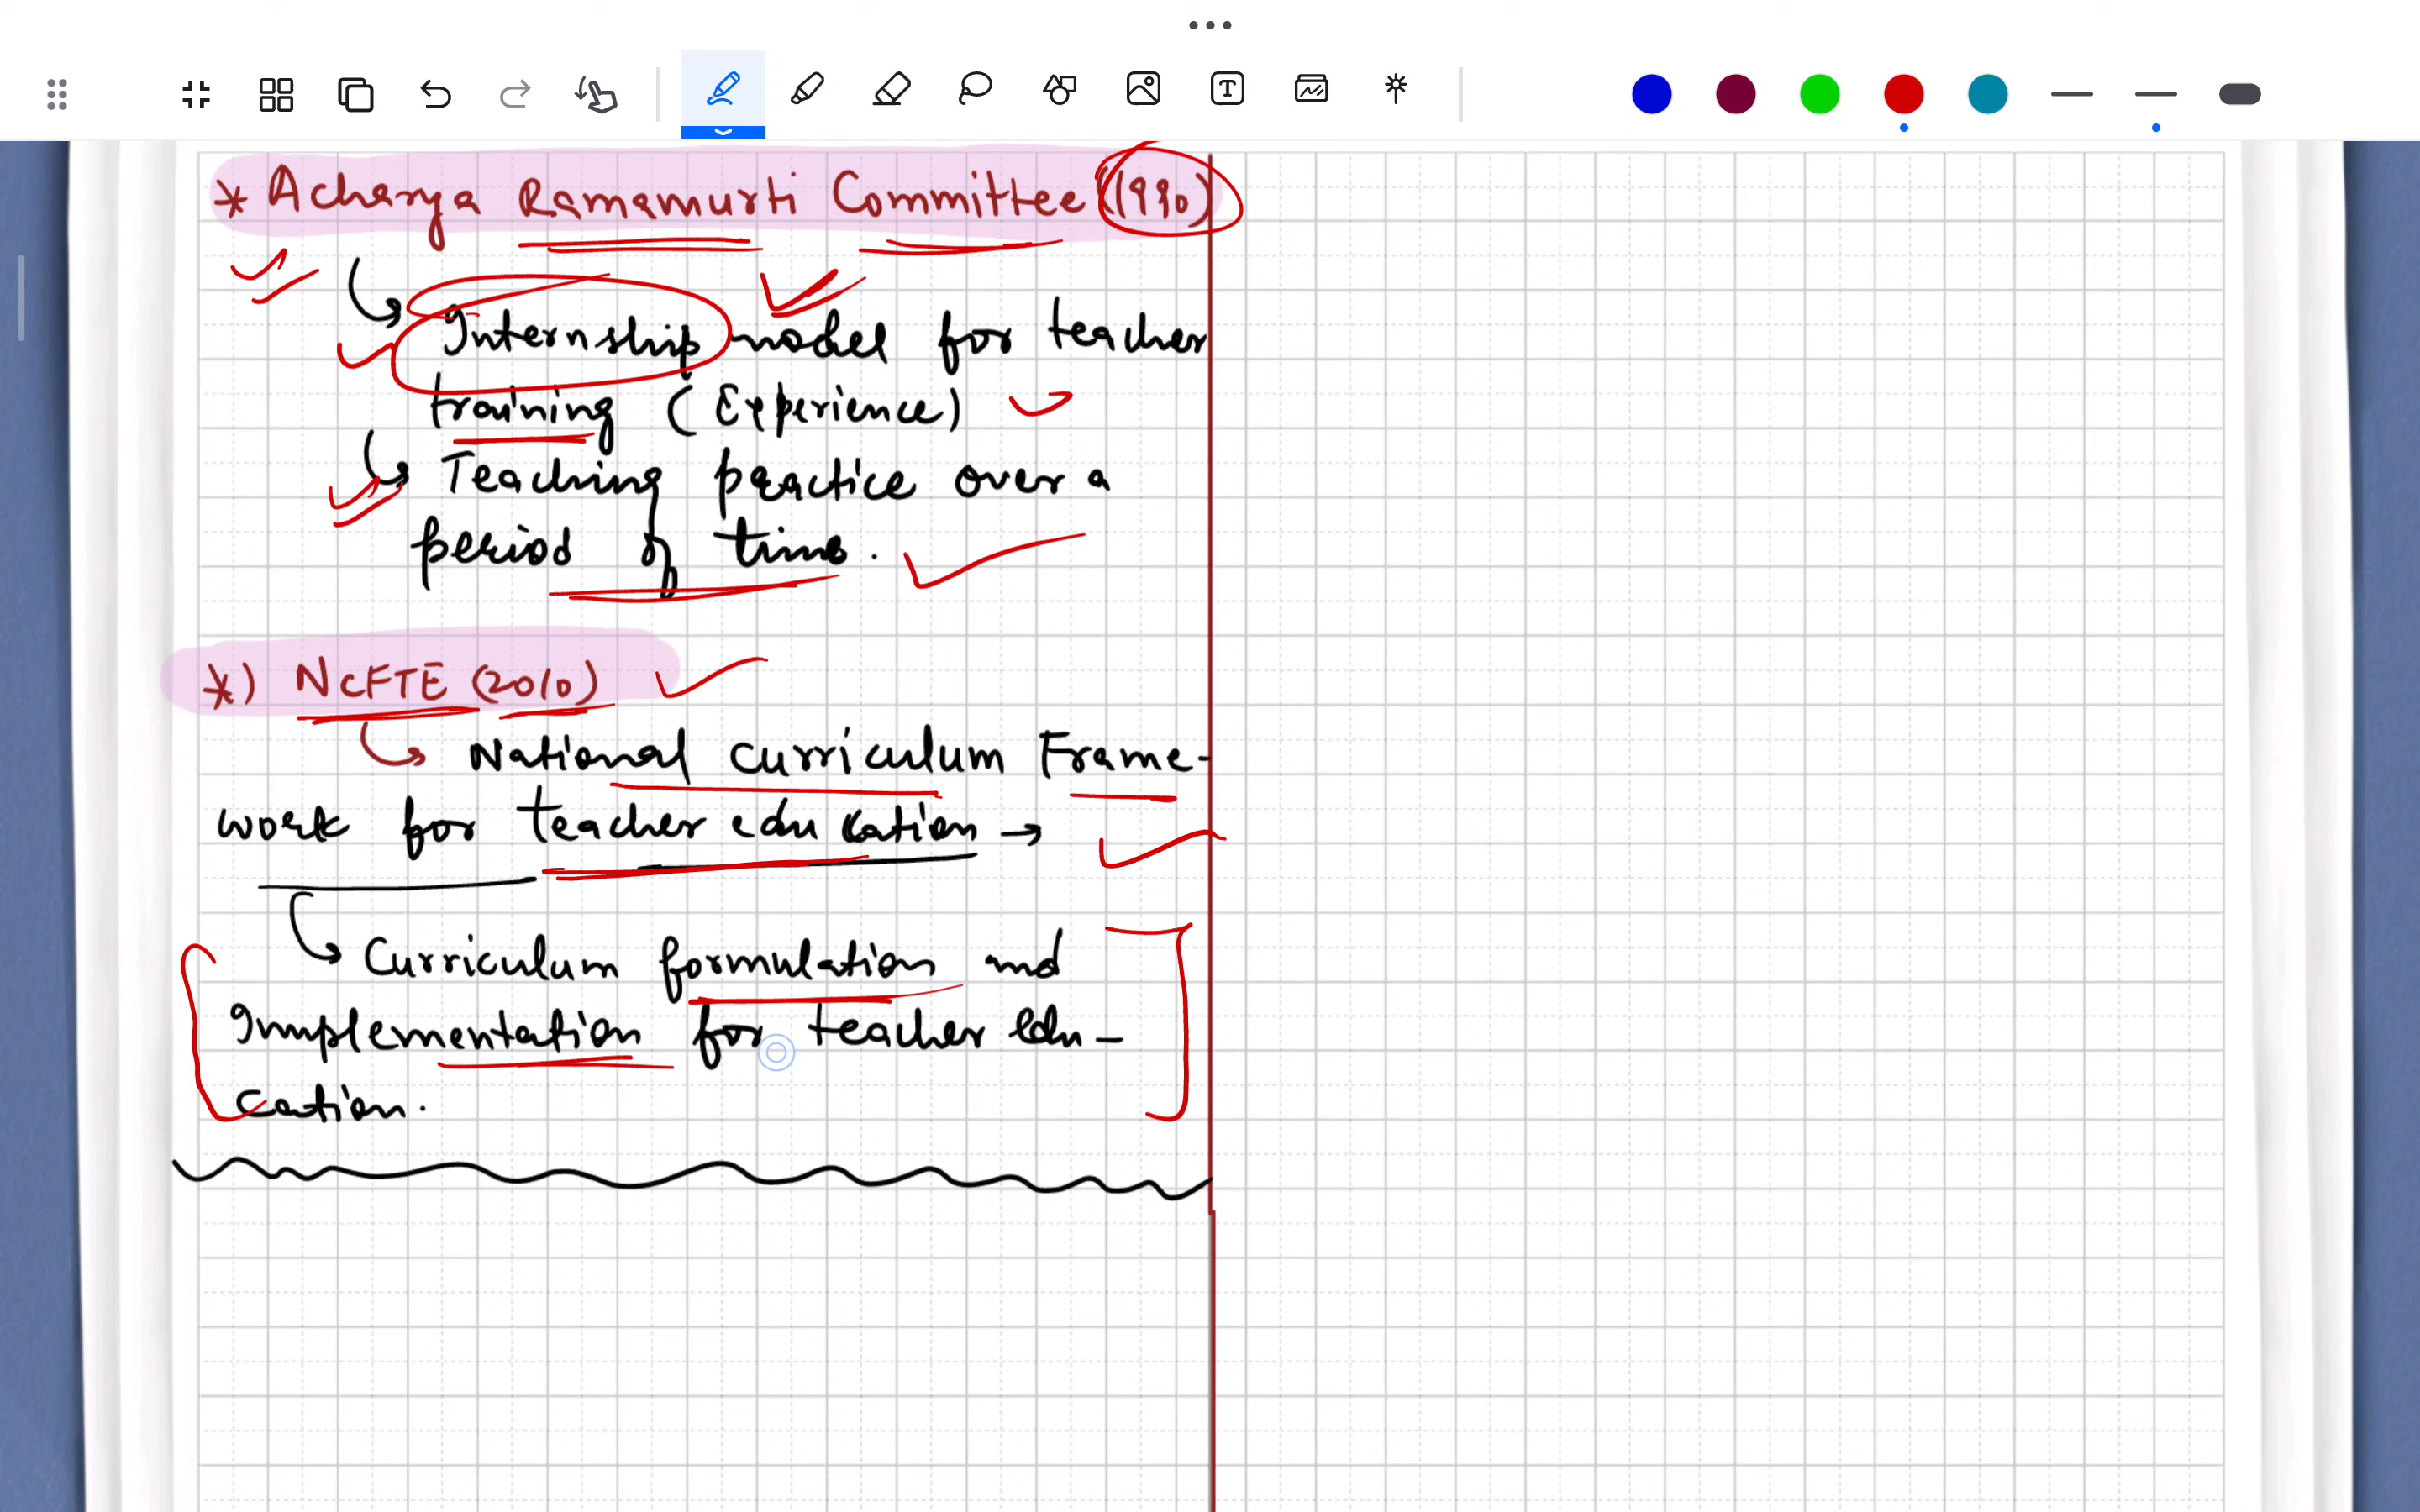 * Acharya Ramamurti Committee (1990)
↳ Internship model for teacher
training (Experience)
↳ Teaching practice over a
period of time.
*) NCFTE (2010)
↳ National curriculum Frame-
work for teacher education →
↳ Curriculum formulation and
Implementation for teacher edu-
cation.